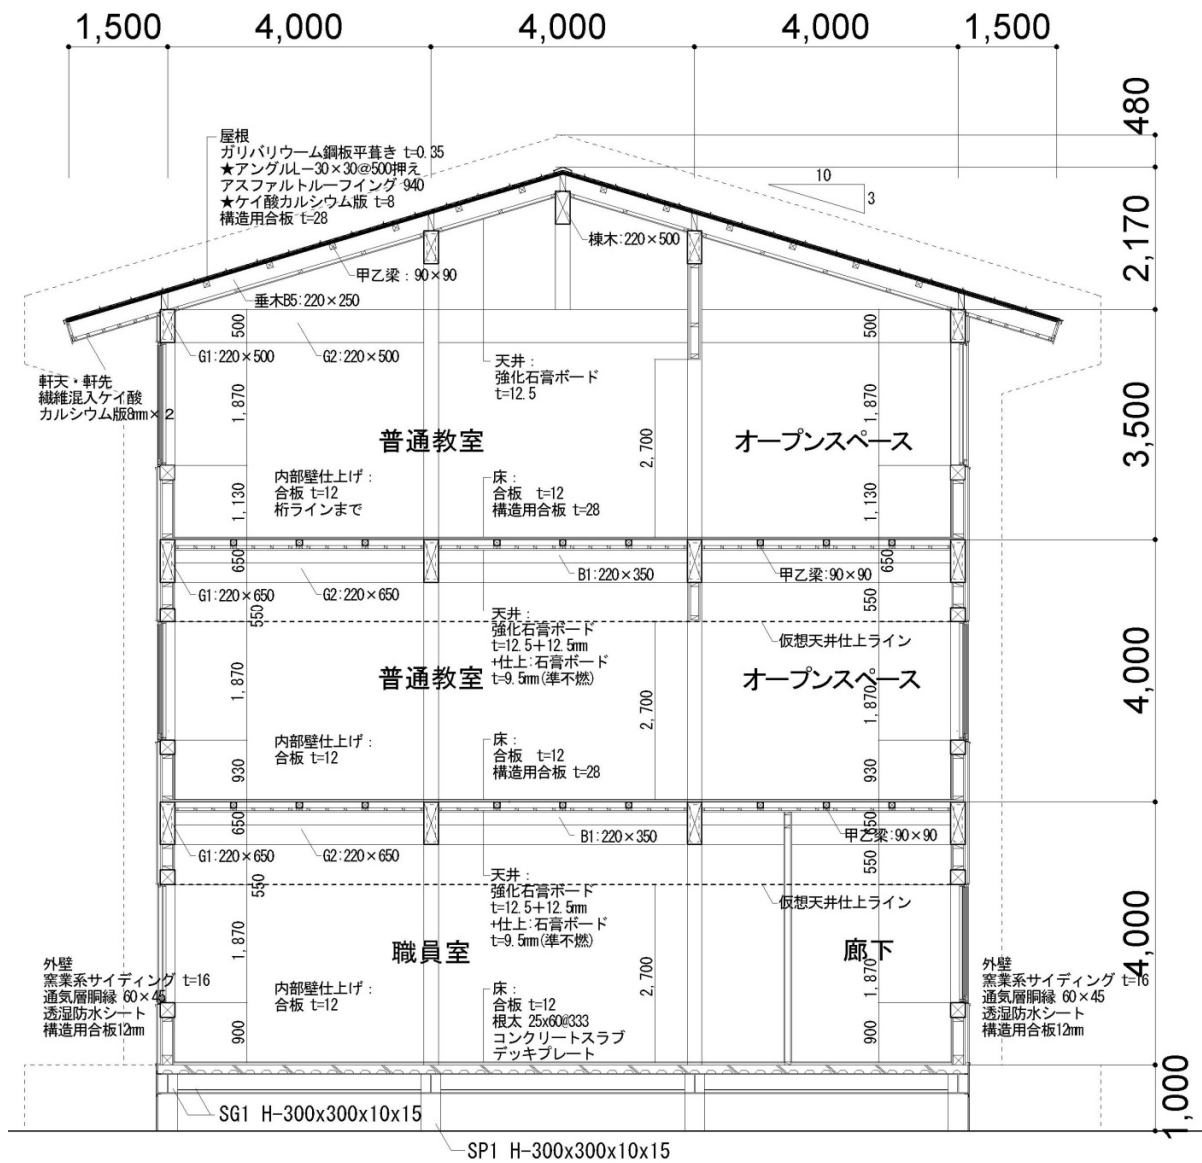 1,500
4,000
4,000
4,000
1,500
480
2,170
3,500
4,000
4,000
1,000
屋根
ガリバリウーム鋼板平葺き t=0.35
★アングルL-30×30@500押え
アスファルトルーフイング 940
★ケイ酸カルシウム版 t=8
構造用合板 t=28
10
3
棟木:220×500
甲乙梁:90×90
垂木B5:220×250
500
G1:220×500
G2:220×500
天井:
強化石膏ボード
t=12.5
500
軒天・軒先
繊維混入ケイ酸
カルシウム版8mm×2
1,870
普通教室
2,700
オープンスペース
1,870
内部壁仕上げ:
合板 t=12
桁ラインまで
床:
合板 t=12
構造用合板 t=28
1,130
1,130
650
B1:220×350
甲乙梁:90×90
650
G1:220×650
G2:220×650
550
550
天井:
強化石膏ボード
t=12.5+12.5mm
+仕上:石膏ボード
t=9.5mm(準不燃)
仮想天井仕上ライン
1,870
普通教室
2,700
オープンスペース
1,870
内部壁仕上げ:
合板 t=12
床:
合板 t=12
構造用合板 t=28
930
930
650
B1:220×350
甲乙梁:90×90
650
G1:220×650
G2:220×650
550
550
天井:
強化石膏ボード
t=12.5+12.5mm
+仕上:石膏ボード
t=9.5mm(準不燃)
仮想天井仕上ライン
1,870
職員室
2,700
廊下
1,870
外壁
窯業系サイディング t=16
通気層胴縁 60×45
透湿防水シート
構造用合板12mm
内部壁仕上げ:
合板 t=12
床:
合板 t=12
根太 25x60@333
コンクリートスラブ
デッキプレート
900
900
外壁
窯業系サイディング t=16
通気層胴縁 60×45
透湿防水シート
構造用合板12mm
SG1 H-300x300x10x15
SP1 H-300x300x10x15